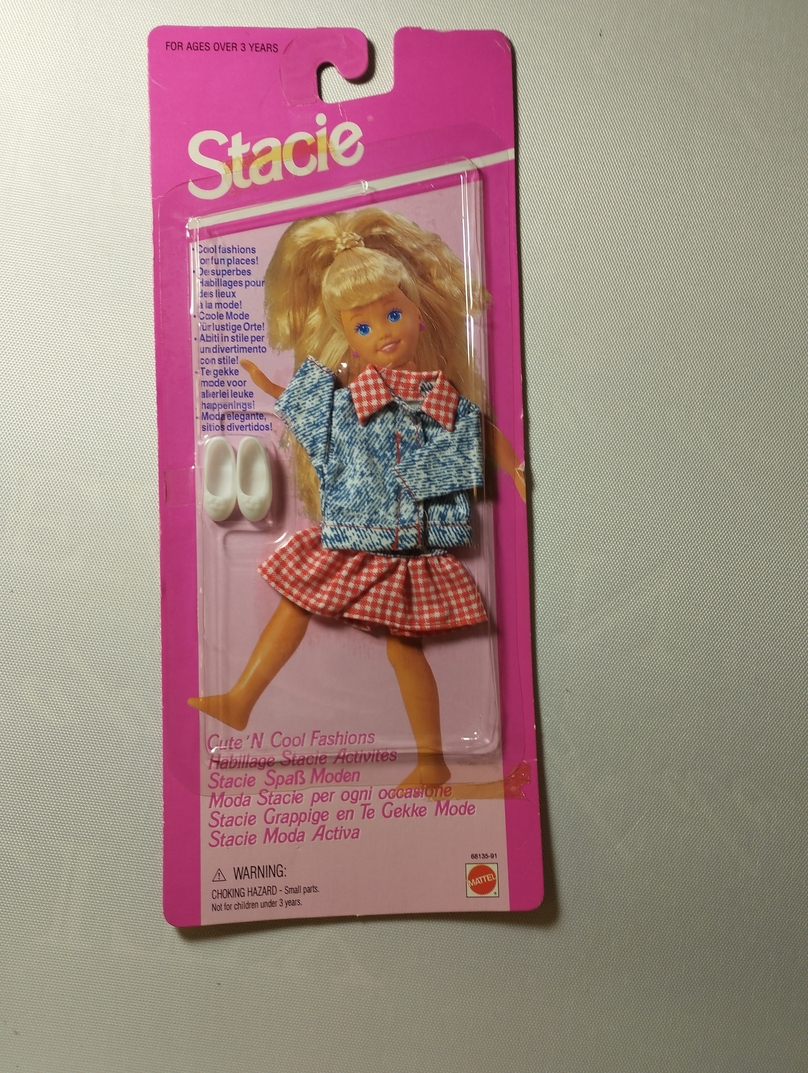 FOR AGES OVER 3 YEARS
Stacie®
• Cool fashions
for fun places!
• De superbes
Habillages pour
des lieux
à la mode!
• Coole Mode
für lustige Orte!
• Abiti in stile per
un divertimento
con stile!
• Te gekke
mode voor
allerlei leuke
happenings!
• Moda elegante,
sitios divertidos!
Cute 'N Cool Fashions
Habillage Stacie Activités
Stacie Spaß Moden
Moda Stacie per ogni occasione
Stacie Grappige en Te Gekke Mode
Stacie Moda Activa
68135-91
⚠ WARNING:
MATTEL®
CHOKING HAZARD - Small parts.
Not for children under 3 years.